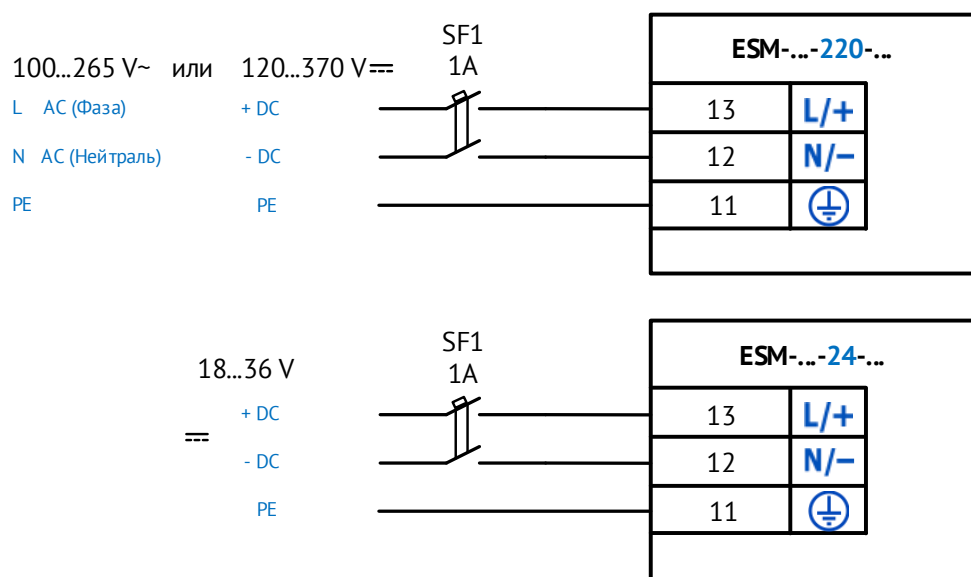 SF1
ESM-...-220-...
100...265 V~ или 120...370 V⎓
1A
L AC (Фаза) + DC
13 L/+
N AC (Нейтраль) - DC
12 N/−
PE PE
11
SF1
ESM-...-24-...
18...36 V
1A
+ DC
13 L/+
⎓
- DC
12 N/−
PE
11